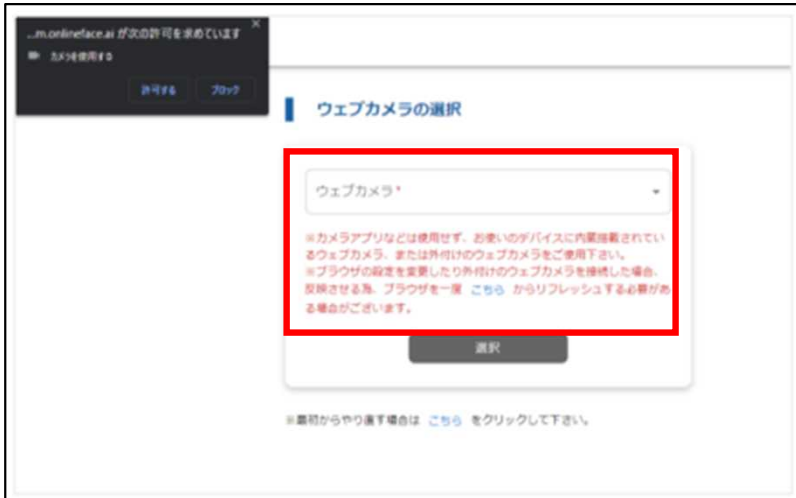 ...m.onlineface.ai が次の許可を求めています
×
カメラを使用する
許可する ブロック
ウェブカメラの選択
ウェブカメラ*
※カメラアプリなどは使用せず、お使いのデバイスに内蔵搭載されてい
るウェブカメラ、または外付けのウェブカメラをご使用下さい。
※ブラウザの設定を変更したり外付けのウェブカメラを接続した場合、
反映させる為、ブラウザを一度 こちら からリフレッシュする必要があ
る場合がございます。
選択
※最初からやり直す場合は こちら をクリックして下さい。